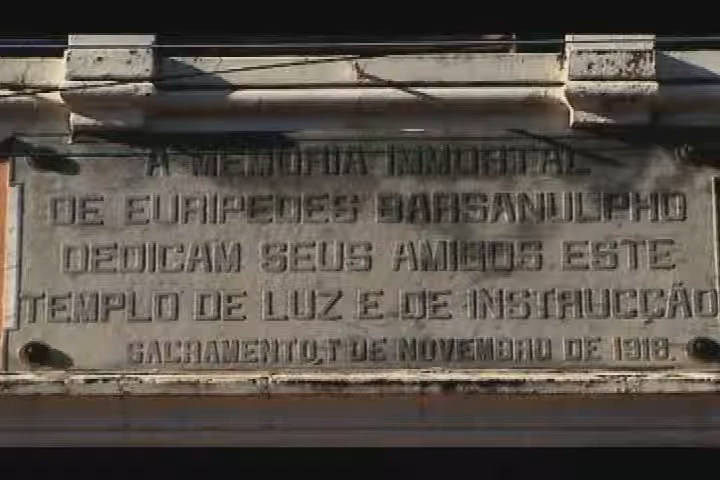 A MEMORIA IMMORTAL
DE EURIPEDES BARSANULPHO
DEDICAM SEUS AMIGOS ESTE
TEMPLO DE LUZ E DE INSTRUCÇÃO
SACRAMENTO, 1 DE NOVEMBRO DE 1918.